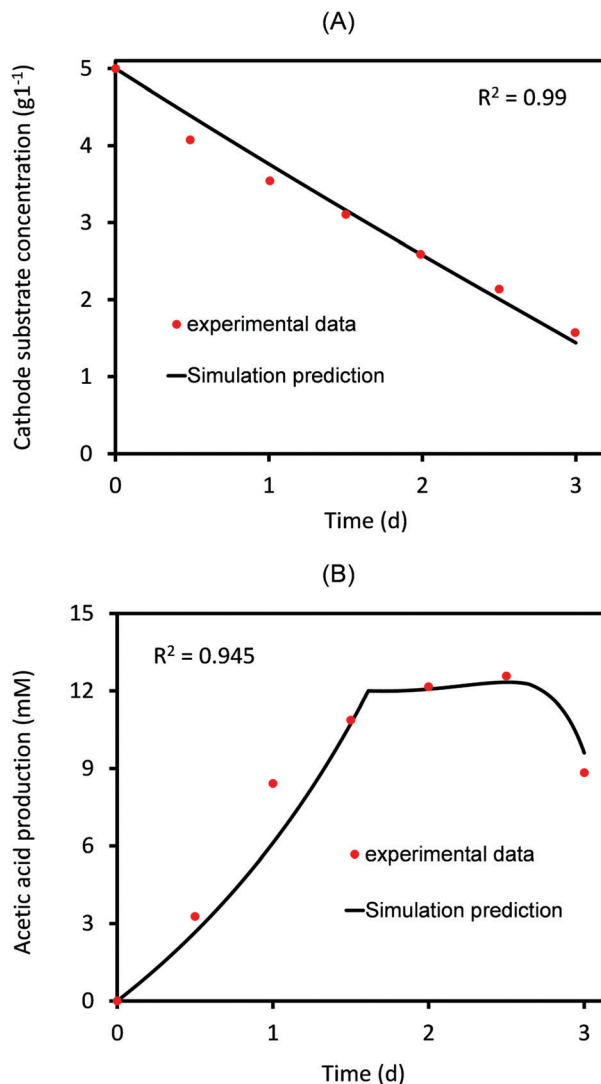 (A)
Cathode substrate concentration (g1⁻¹)
5
4
3
2
1
0
R² = 0.99
experimental data
Simulation prediction
0 1 2 3
Time (d)
(B)
Acetic acid production (mM)
15
12
9
6
3
0
R² = 0.945
experimental data
Simulation prediction
0 1 2 3
Time (d)